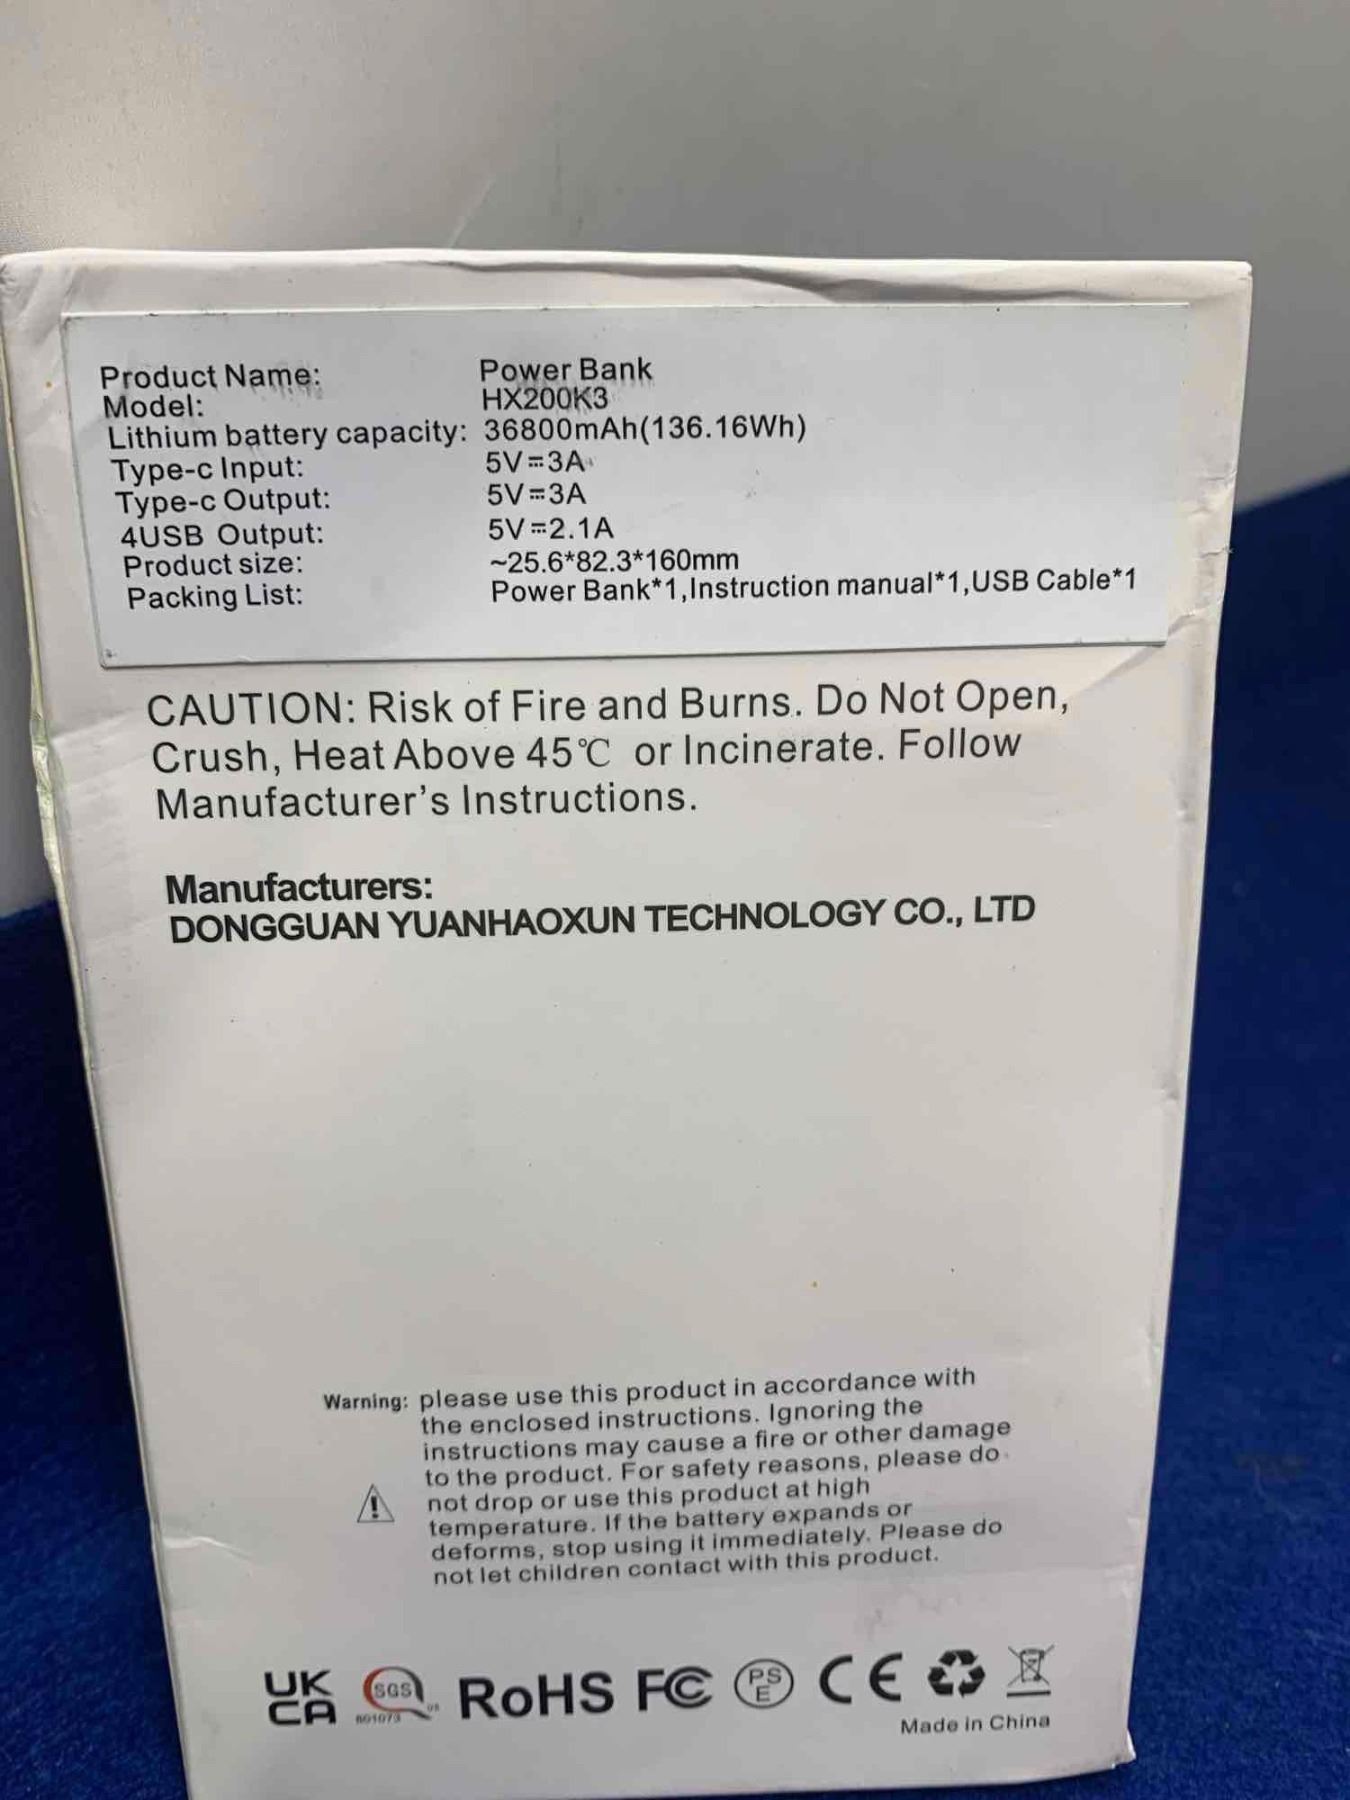 Product Name: Power Bank
Model: HX200K3
Lithium battery capacity: 36800mAh(136.16Wh)
Type-c Input: 5V⎓3A
Type-c Output: 5V⎓3A
4USB Output: 5V⎓2.1A
Product size: ~25.6*82.3*160mm
Packing List: Power Bank*1,Instruction manual*1,USB Cable*1
CAUTION: Risk of Fire and Burns. Do Not Open,
Crush, Heat Above 45℃ or Incinerate. Follow
Manufacturer's Instructions.
Manufacturers:
DONGGUAN YUANHAOXUN TECHNOLOGY CO., LTD
Warning: please use this product in accordance with
the enclosed instructions. Ignoring the
instructions may cause a fire or other damage
to the product. For safety reasons, please do
not drop or use this product at high
temperature. If the battery expands or
deforms, stop using it immediately. Please do
not let children contact with this product.
UK
CA
SGS
RoHS FC PS
E CE
Made in China